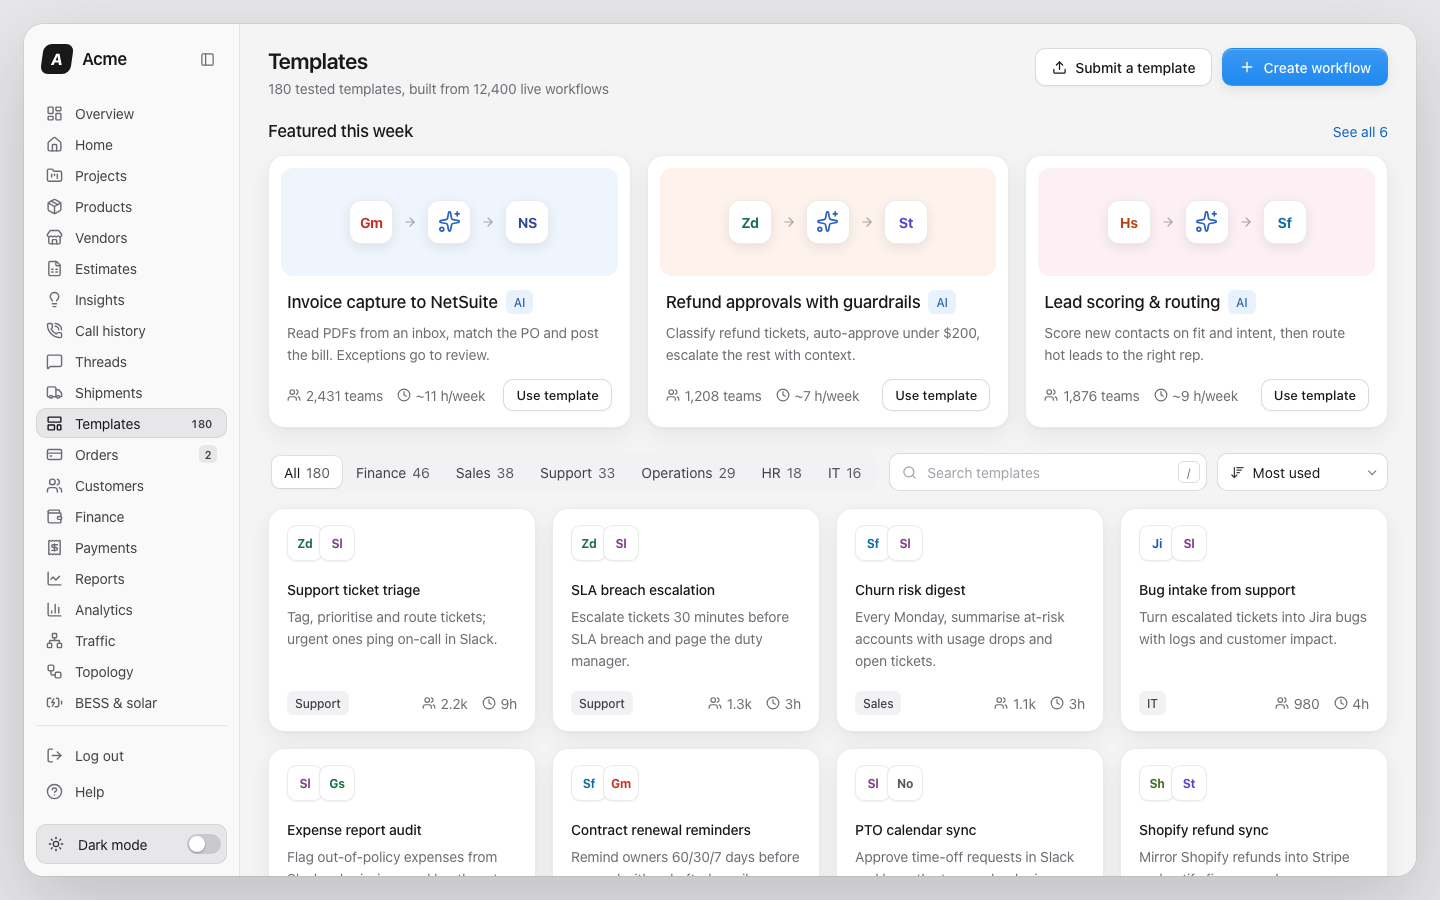 A Acme
Overview
Home
Projects
Products
Vendors
Estimates
Insights
Call history
Threads
Shipments
Templates 180
Orders 2
Customers
Finance
Payments
Reports
Analytics
Traffic
Topology
BESS & solar
Log out
Help
Dark mode
Templates
180 tested templates, built from 12,400 live workflows
Submit a template
Create workflow
Featured this week
See all 6
Gm NS
Invoice capture to NetSuite AI
Read PDFs from an inbox, match the PO and post
the bill. Exceptions go to review.
2,431 teams ~11 h/week Use template
Zd St
Refund approvals with guardrails AI
Classify refund tickets, auto-approve under $200,
escalate the rest with context.
1,208 teams ~7 h/week Use template
Hs Sf
Lead scoring & routing AI
Score new contacts on fit and intent, then route
hot leads to the right rep.
1,876 teams ~9 h/week Use template
All 180 Finance 46 Sales 38 Support 33 Operations 29 HR 18 IT 16
Search templates /
Most used
Zd Sl
Support ticket triage
Tag, prioritise and route tickets;
urgent ones ping on-call in Slack.
Support 2.2k 9h
Zd Sl
SLA breach escalation
Escalate tickets 30 minutes before
SLA breach and page the duty
manager.
Support 1.3k 3h
Sf Sl
Churn risk digest
Every Monday, summarise at-risk
accounts with usage drops and
open tickets.
Sales 1.1k 3h
Ji Sl
Bug intake from support
Turn escalated tickets into Jira bugs
with logs and customer impact.
IT 980 4h
Sl Gs
Expense report audit
Flag out-of-policy expenses from
Sf Gm
Contract renewal reminders
Remind owners 60/30/7 days before
Sl No
PTO calendar sync
Approve time-off requests in Slack
Sh St
Shopify refund sync
Mirror Shopify refunds into Stripe